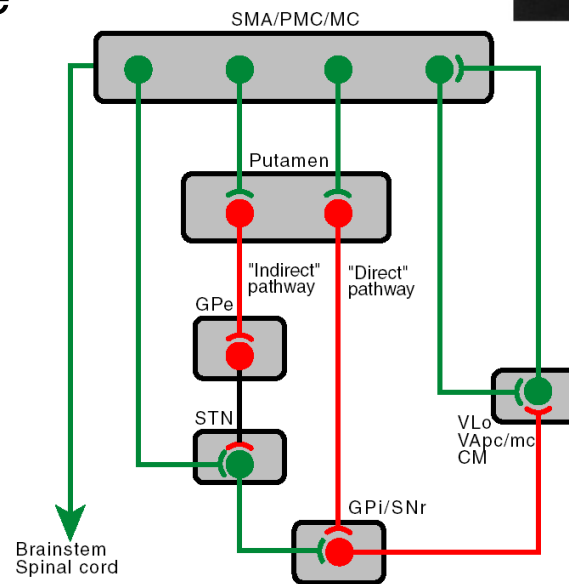 SMA/PMC/MC
Putamen
"Indirect"
pathway
"Direct"
pathway
GPe
STN
VLo
VApc/mc
CM
GPi/SNr
Brainstem
Spinal cord